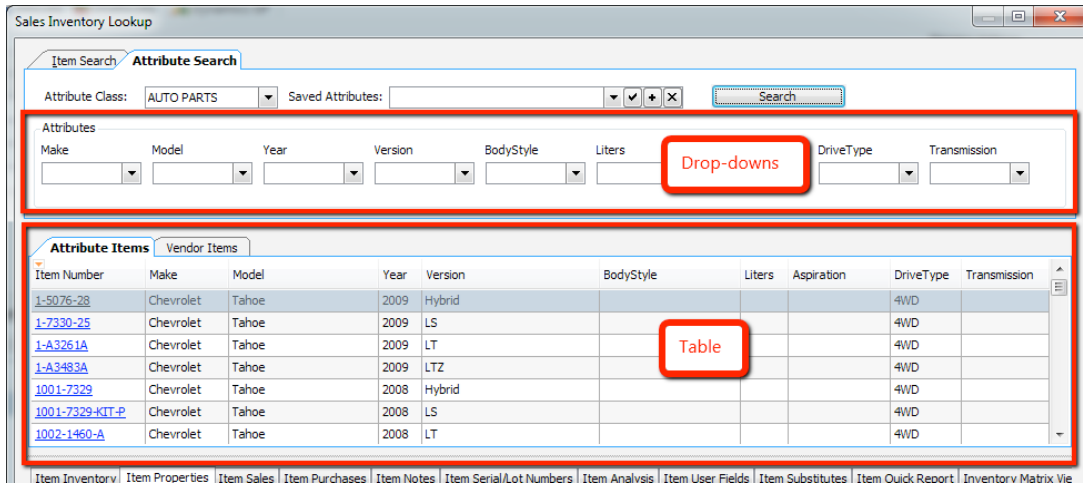 Sales Inventory Lookup
Item Search Attribute Search
Attribute Class: AUTO PARTS Saved Attributes: Search
Attributes
Make Model Year Version BodyStyle Liters DriveType Transmission
Drop-downs
Attribute Items Vendor Items
Item Number Make Model Year Version BodyStyle Liters Aspiration DriveType Transmission
1-5076-28 Chevrolet Tahoe 2009 Hybrid 4WD
1-7330-25 Chevrolet Tahoe 2009 LS 4WD
1-A3261A Chevrolet Tahoe 2009 LT 4WD
Table
1-A3483A Chevrolet Tahoe 2009 LTZ 4WD
1001-7329 Chevrolet Tahoe 2008 Hybrid 4WD
1001-7329-KIT-P Chevrolet Tahoe 2008 LS 4WD
1002-1460-A Chevrolet Tahoe 2008 LT 4WD
Item Inventory Item Properties Item Sales Item Purchases Item Notes Item Serial/Lot Numbers Item Analysis Item User Fields Item Substitutes Item Quick Report Inventory Matrix Vie